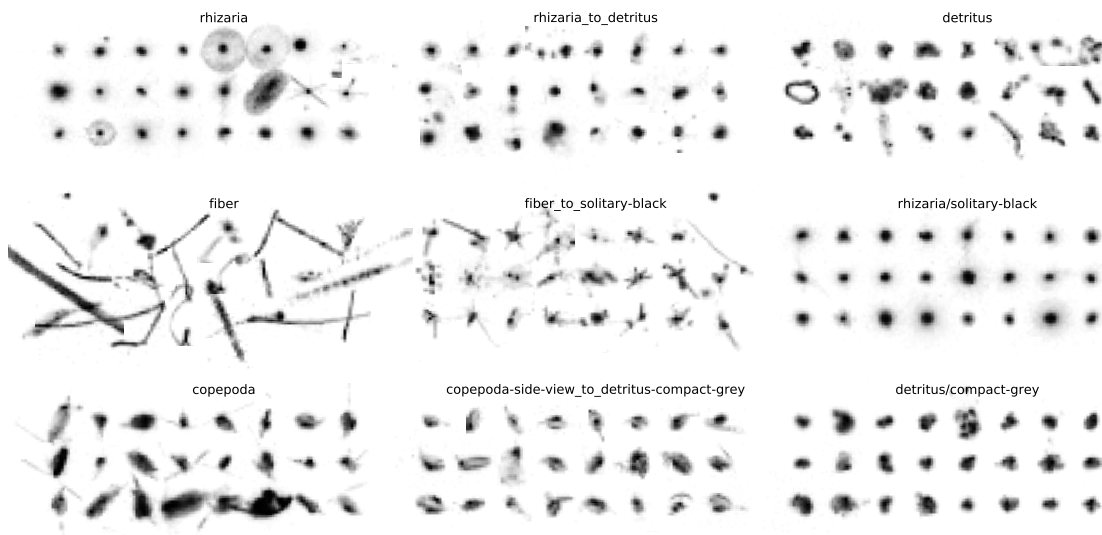 rhizaria
rhizaria_to_detritus
detritus
fiber
fiber_to_solitary-black
rhizaria/solitary-black
copepoda
copepoda-side-view_to_detritus-compact-grey
detritus/compact-grey